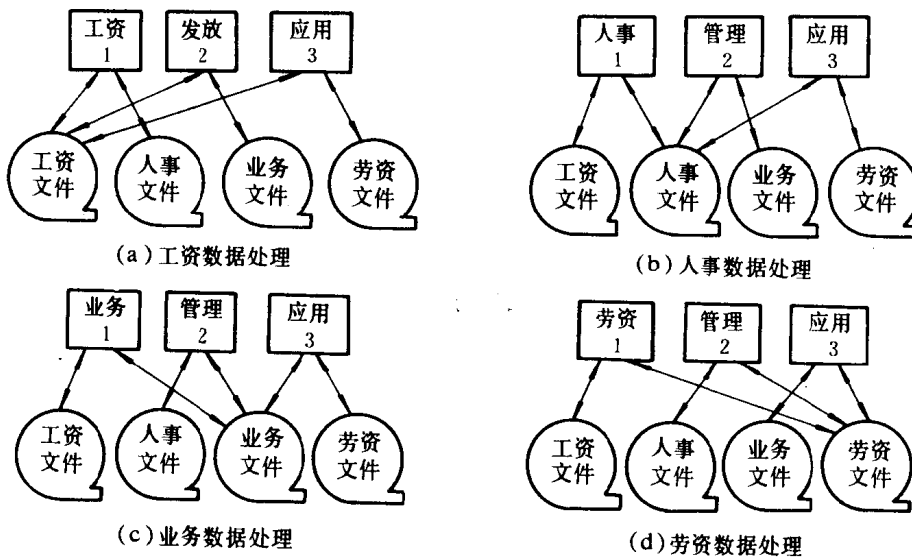 工资 发放 应用
1 2 3
工资 人事 业务 劳资
文件 文件 文件 文件
(a)工资数据处理
人事 管理 应用
1 2 3
工资 人事 业务 劳资
文件 文件 文件 文件
(b)人事数据处理
业务 管理 应用
1 2 3
工资 人事 业务 劳资
文件 文件 文件 文件
(c)业务数据处理
劳资 管理 应用
1 2 3
工资 人事 业务 劳资
文件 文件 文件 文件
(d)劳资数据处理